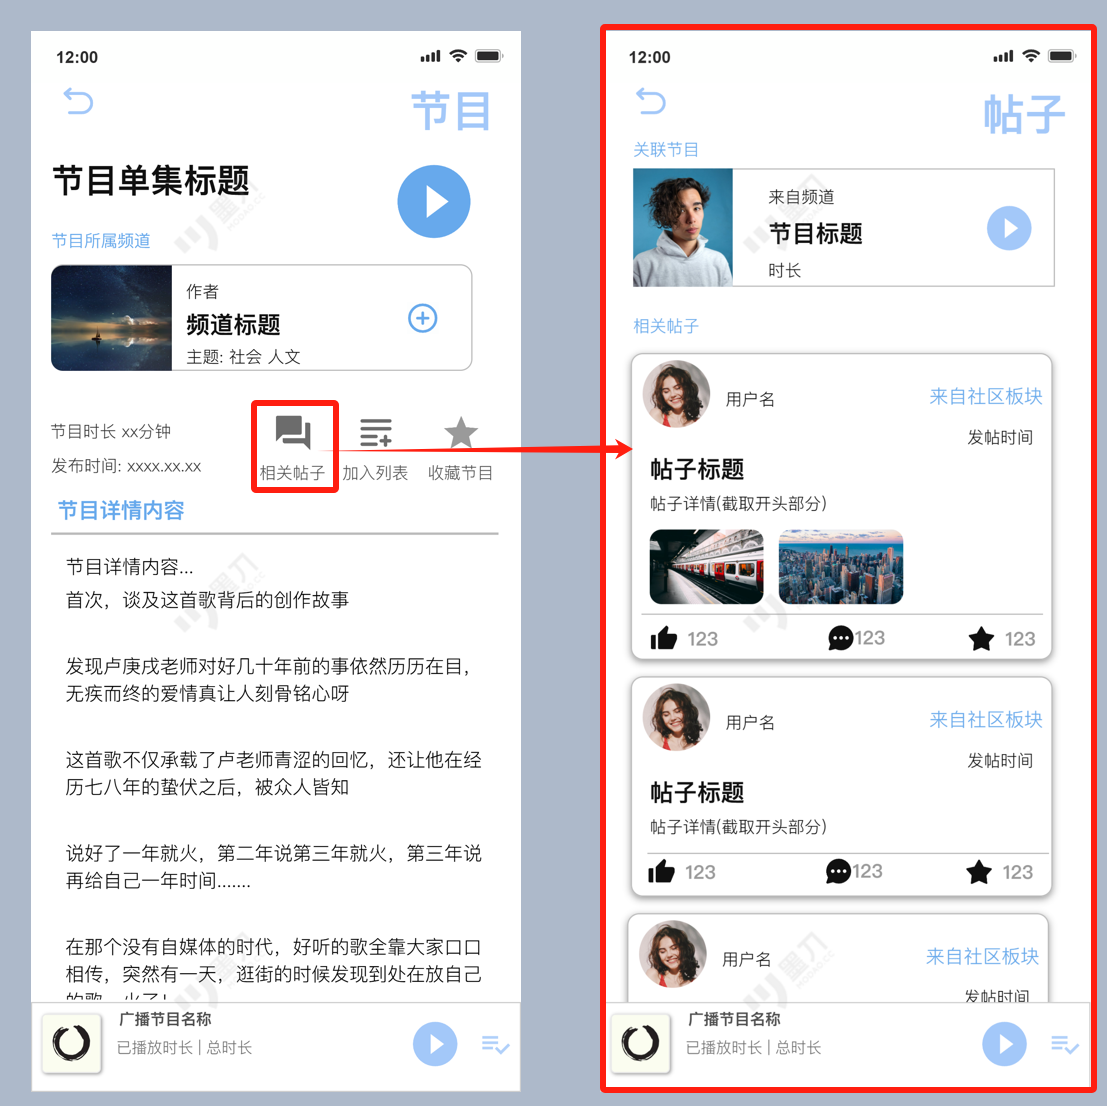 12:00
节目
节目单集标题
节目所属频道
作者
频道标题
主题: 社会 人文
节目时长 xx分钟
发布时间: xxxx.xx.xx
相关帖子
加入列表
收藏节目
节目详情内容
节目详情内容...
首次，谈及这首歌背后的创作故事
发现卢庚戌老师对好几十年前的事依然历历在目，
无疾而终的爱情真让人刻骨铭心呀
这首歌不仅承载了卢老师青涩的回忆，还让他在经
历七八年的蛰伏之后，被众人皆知
说好了一年就火，第二年说第三年就火，第三年说
再给自己一年时间.......
在那个没有自媒体的时代，好听的歌全靠大家口口
相传，突然有一天，逛街的时候发现到处在放自己
的歌，火了！
广播节目名称
已播放时长 | 总时长
12:00
帖子
关联节目
来自频道
节目标题
时长
相关帖子
用户名
来自社区板块
发帖时间
帖子标题
帖子详情(截取开头部分)
123
123
123
用户名
来自社区板块
发帖时间
帖子标题
帖子详情(截取开头部分)
123
123
123
用户名
来自社区板块
发帖时间
广播节目名称
已播放时长 | 总时长
墨刀
MODAO.CC